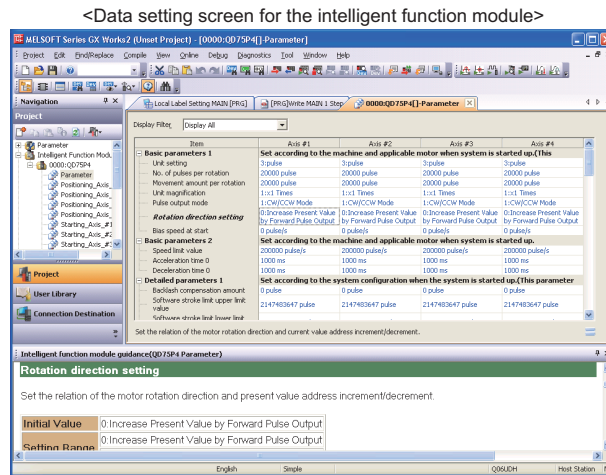 <Data setting screen for the intelligent function module>
MELSOFT Series GX Works2 (Unset Project) - [0000:QD75P4[]-Parameter]
Project Edit Find/Replace Compile View Online Debug Diagnostics Tool Window Help
Navigation
Local Label Setting MAIN [PRG] [PRG]Write MAIN 1 Step 0000:QD75P4[]-Parameter
Project
Display Filter Display All
Parameter
Intelligent Function Modu
0000:QD75P4
Parameter
Positioning_Axis_
Positioning_Axis_
Positioning_Axis_
Positioning_Axis_
Starting_Axis_#1
Starting_Axis_#2
Starting_Axis_#3
Project
User Library
Connection Destination
Item Axis #1 Axis #2 Axis #3 Axis #4
Basic parameters 1 Set according to the machine and applicable motor when system is started up.(This
Unit setting 3:pulse 3:pulse 3:pulse 3:pulse
No. of pulses per rotation 20000 pulse 20000 pulse 20000 pulse 20000 pulse
Movement amount per rotation 20000 pulse 20000 pulse 20000 pulse 20000 pulse
Unit magnification 1:x1 Times 1:x1 Times 1:x1 Times 1:x1 Times
Pulse output mode 1:CW/CCW Mode 1:CW/CCW Mode 1:CW/CCW Mode 1:CW/CCW Mode
Rotation direction setting 0:Increase Present Value by Forward Pulse Output 0:Increase Present Value by Forward Pulse Output 0:Increase Present Value by Forward Pulse Output 0:Increase Present Value by Forward Pulse Output
Bias speed at start 0 pulse/s 0 pulse/s 0 pulse/s 0 pulse/s
Basic parameters 2 Set according to the machine and applicable motor when system is started up.
Speed limit value 200000 pulse/s 200000 pulse/s 200000 pulse/s 200000 pulse/s
Acceleration time 0 1000 ms 1000 ms 1000 ms 1000 ms
Deceleration time 0 1000 ms 1000 ms 1000 ms 1000 ms
Detailed parameters 1 Set according to the system configuration when the system is started up.(This parameter
Backlash compensation amount 0 pulse 0 pulse 0 pulse 0 pulse
Software stroke limit upper limit value 2147483647 pulse 2147483647 pulse 2147483647 pulse 2147483647 pulse
Software stroke limit lower limit
Set the relation of the motor rotation direction and current value address increment/decrement.
Intelligent function module guidance(QD75P4 Parameter)
Rotation direction setting
Set the relation of the motor rotation direction and present value address increment/decrement.
Initial Value 0:Increase Present Value by Forward Pulse Output
Setting Range 0:Increase Present Value by Forward Pulse Output
English Simple Q06UDH Host Station